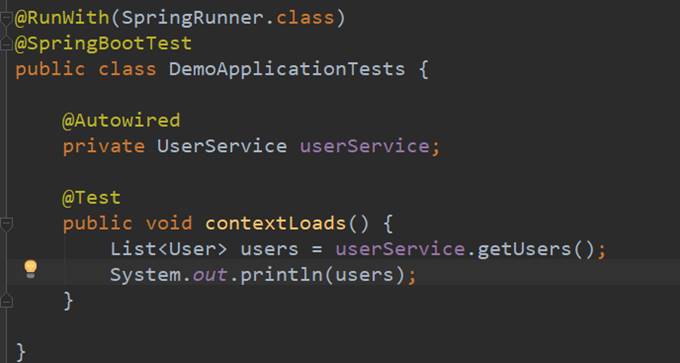 @RunWith(SpringRunner.class)
@SpringBootTest
public class DemoApplicationTests {
@Autowired
private UserService userService;
@Test
public void contextLoads() {
List<User> users = userService.getUsers();
System.out.println(users);
}
}